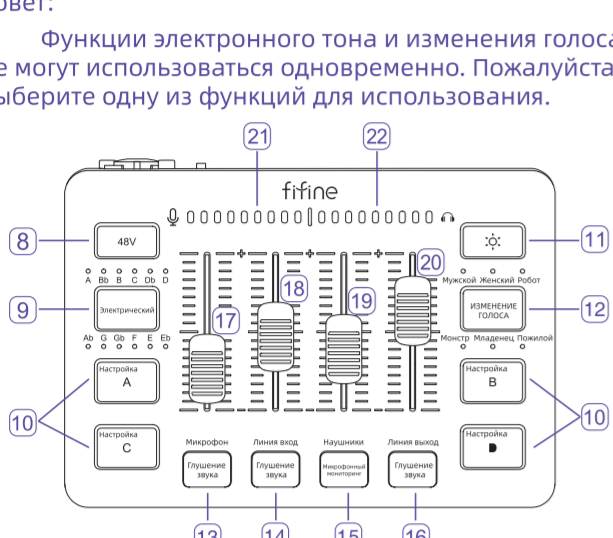 овет:
Функции электронного тона и изменения голоса
е могут использоваться одновременно. Пожалуйста
ыберите одну из функций для использования.
21 22
fifine
8 48V 11
A Bb B C Db D
20
Мужской Женский Робот
9 Электрический 17 18 19 ИЗМЕНЕНИЕ ГОЛОСА 12
Ab G Gb F E Eb
Монстр Младенец Пожилой
Настройка A
Настройка B
10 10
Настройка C
Настройка D
Микрофон Линия вход Наушники Линия выход
Глушение звука
Глушение звука
Микрофонный мониторинг
Глушение звука
13 14 15 16